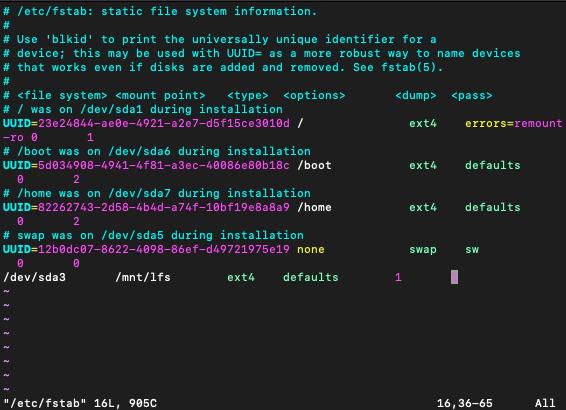 # /etc/fstab: static file system information.
#
# Use 'blkid' to print the universally unique identifier for a
# device; this may be used with UUID= as a more robust way to name devices
# that works even if disks are added and removed. See fstab(5).
#
# <file system> <mount point>   <type>  <options>       <dump>  <pass>
# / was on /dev/sda1 during installation
UUID=23e24844-ae0e-4921-a2e7-d5f15ce3010d /               ext4    errors=remount
-ro 0       1
# /boot was on /dev/sda6 during installation
UUID=5d034908-4941-4f81-a3ec-40086e80b18c /boot           ext4    defaults
  0       2
# /home was on /dev/sda7 during installation
UUID=82262743-2d58-4b4d-a74f-10bf19e8a8a9 /home           ext4    defaults
  0       2
# swap was on /dev/sda5 during installation
UUID=12b0dc07-8622-4098-86ef-d49721975e19 none            swap    sw
  0       0
/dev/sda3       /mnt/lfs        ext4    defaults        1
~
~
~
~
~
~
~
~
"/etc/fstab" 16L, 905C                                        16,36-65      All